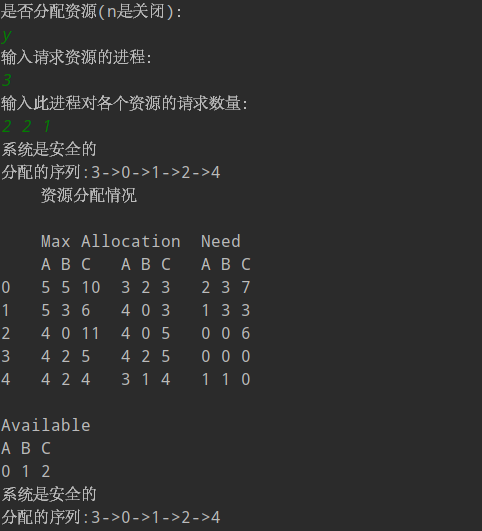 是否分配资源(n是关闭):
y
输入请求资源的进程:
3
输入此进程对各个资源的请求数量:
2 2 1
系统是安全的
分配的序列:3->0->1->2->4
资源分配情况
Max Allocation Need
A B C A B C A B C
0 5 5 10 3 2 3 2 3 7
1 5 3 6 4 0 3 1 3 3
2 4 0 11 4 0 5 0 0 6
3 4 2 5 4 2 5 0 0 0
4 4 2 4 3 1 4 1 1 0
Available
A B C
0 1 2
系统是安全的
分配的序列:3->0->1->2->4